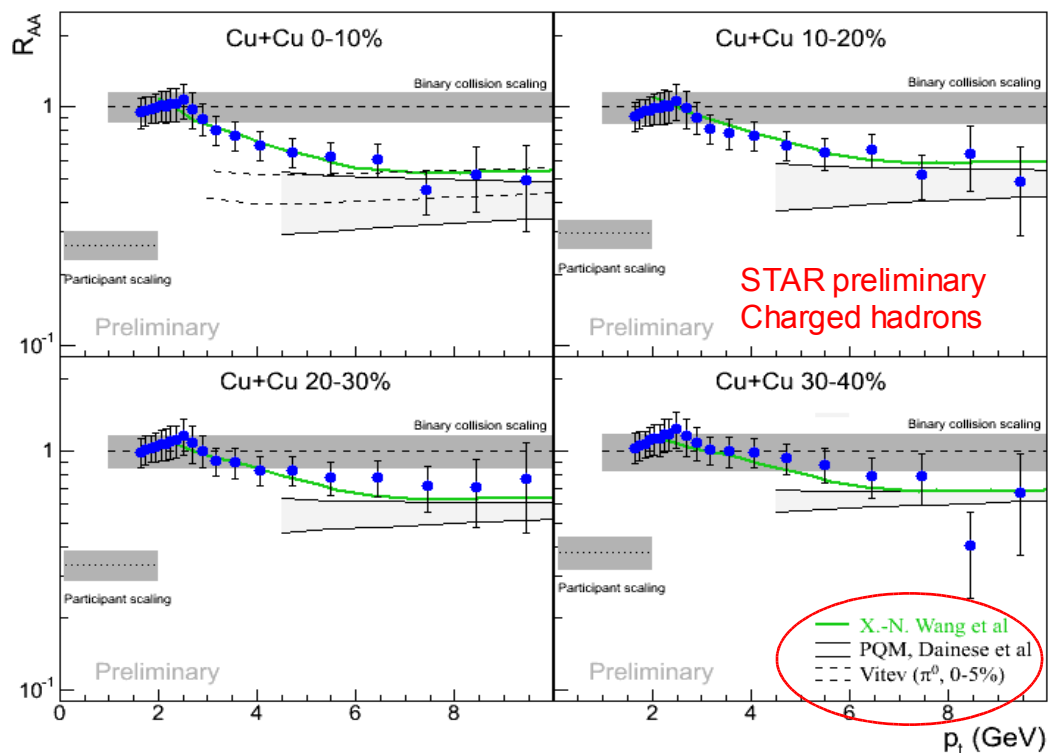 R_AA
Cu+Cu 0-10%
Binary collision scaling
1
Participant scaling
Preliminary
10^-1
Cu+Cu 10-20%
Binary collision scaling
Participant scaling
STAR preliminary
Charged hadrons
Preliminary
Cu+Cu 20-30%
Binary collision scaling
1
Participant scaling
Preliminary
10^-1
Cu+Cu 30-40%
Binary collision scaling
Participant scaling
X.-N. Wang et al
PQM, Dainese et al
Vitev (π^0, 0-5%)
Preliminary
0 2 4 6 8
2 4 6 8
p_t (GeV)